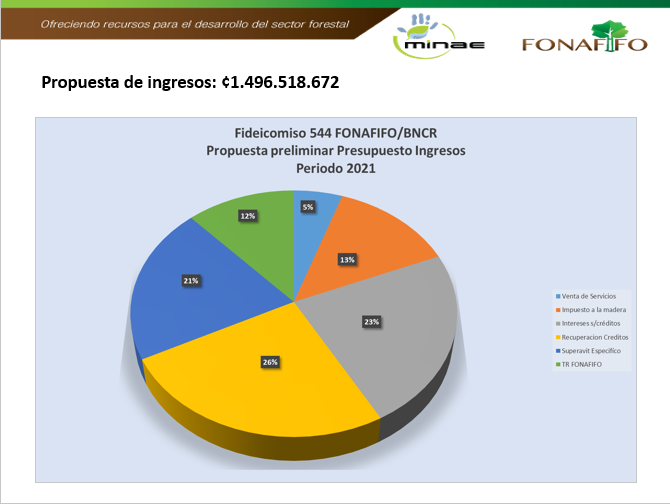 Ofreciendo recursos para el desarrollo del sector forestal
minae
FONAFIFO
Propuesta de ingresos: ¢1.496.518.672
Fideicomiso 544 FONAFIFO/BNCR
Propuesta preliminar Presupuesto Ingresos
Periodo 2021
5%
12%
13%
21%
23%
26%
Venta de Servicios
Impuesto a la madera
Intereses s/créditos
Recuperacion Creditos
Superavit Especifico
TR FONAFIFO